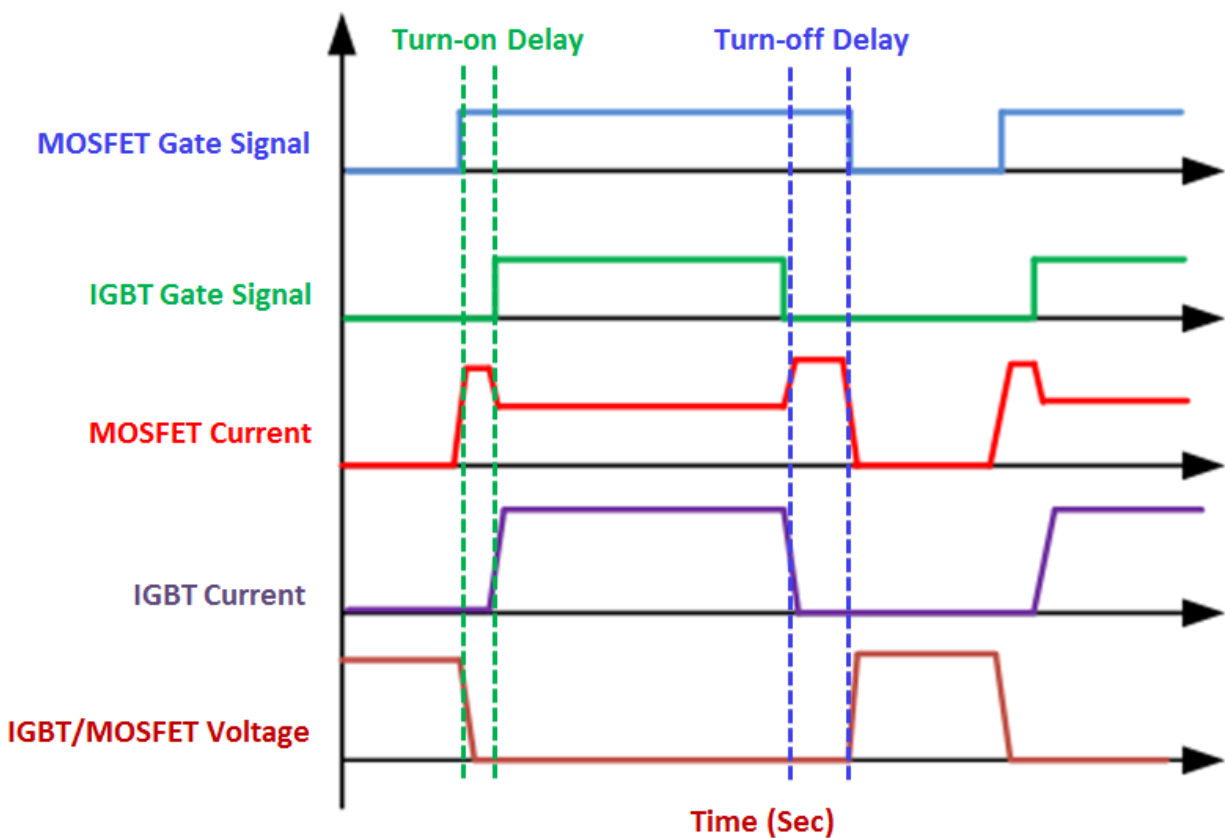 Turn-on Delay
Turn-off Delay
MOSFET Gate Signal
IGBT Gate Signal
MOSFET Current
IGBT Current
IGBT/MOSFET Voltage
Time (Sec)